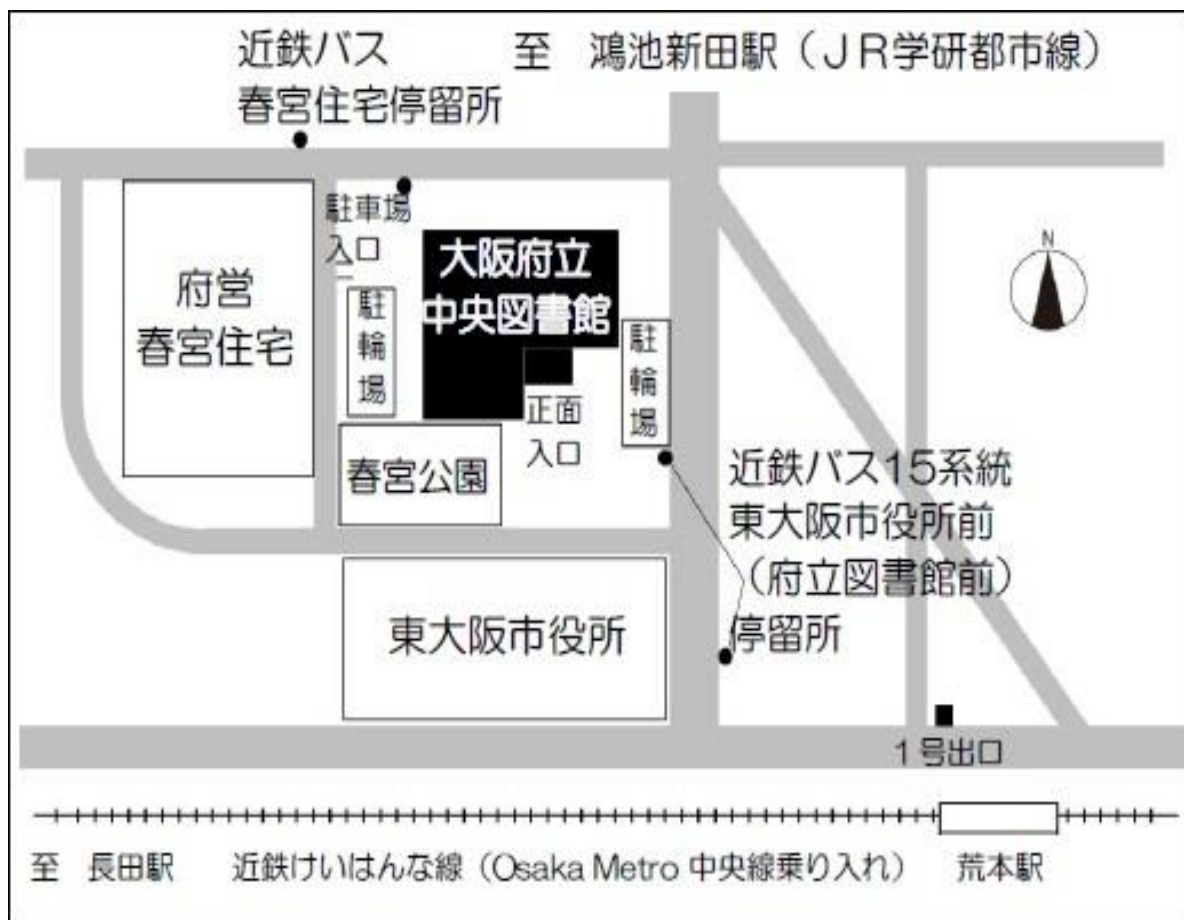 近鉄バス
春宮住宅停留所
至 鴻池新田駅（ＪＲ学研都市線）
駐車場
入口
府営
春宮住宅
大阪府立
中央図書館
駐輪場
駐輪場
正面
入口
春宮公園
N
近鉄バス15系統
東大阪市役所前
（府立図書館前）
停留所
東大阪市役所
１号出口
至 長田駅 近鉄けいはんな線（Osaka Metro 中央線乗り入れ） 荒本駅